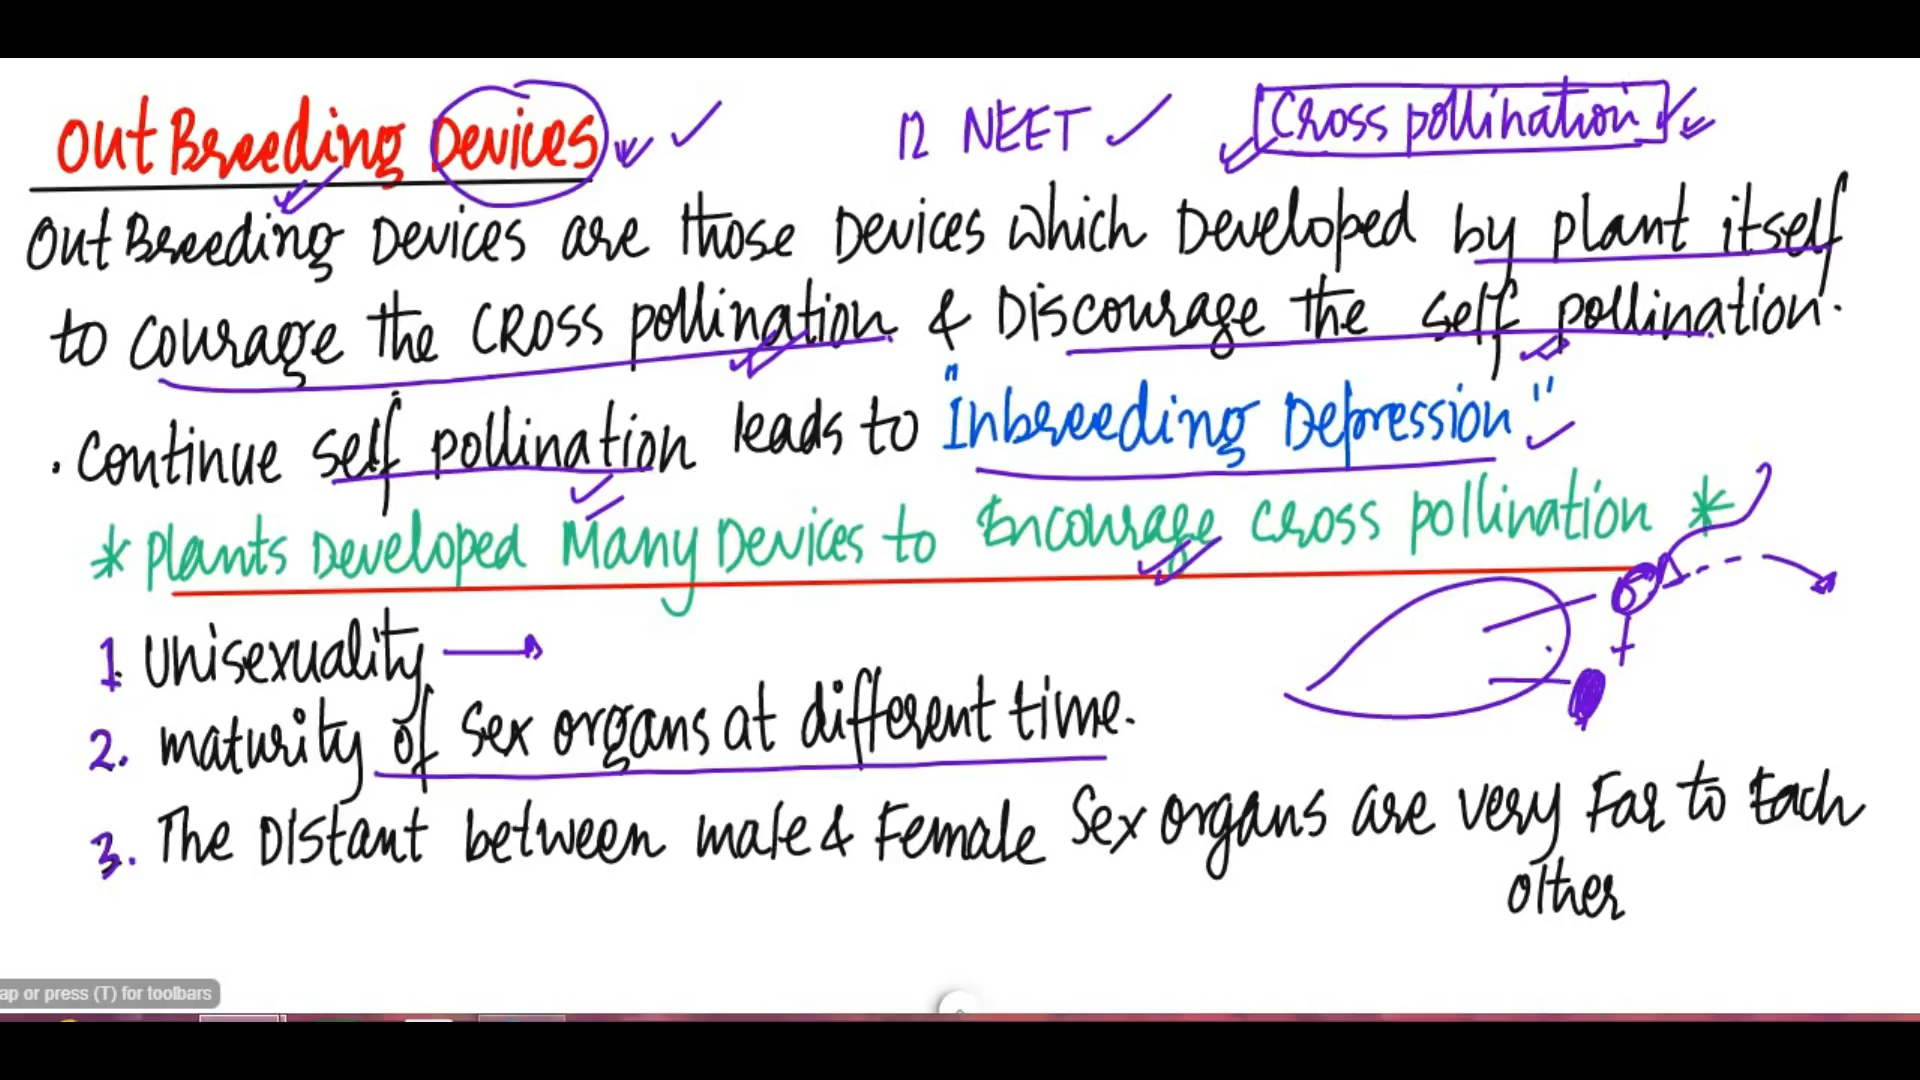 Out Breeding Devices
12 NEET
Cross pollination
Out Breeding Devices are those Devices which Developed by plant itself
to courage the CROSS pollination & Discourage the self pollination.
. Continue self pollination leads to "Inbreeding Depression"
* Plants Developed Many Devices to Encourage cross pollination *
1. Unisexuality →
2. maturity of sex organs at different time.
3. The Distant between male & Female Sex organs are very Far to Each
other
ap or press (T) for toolbars